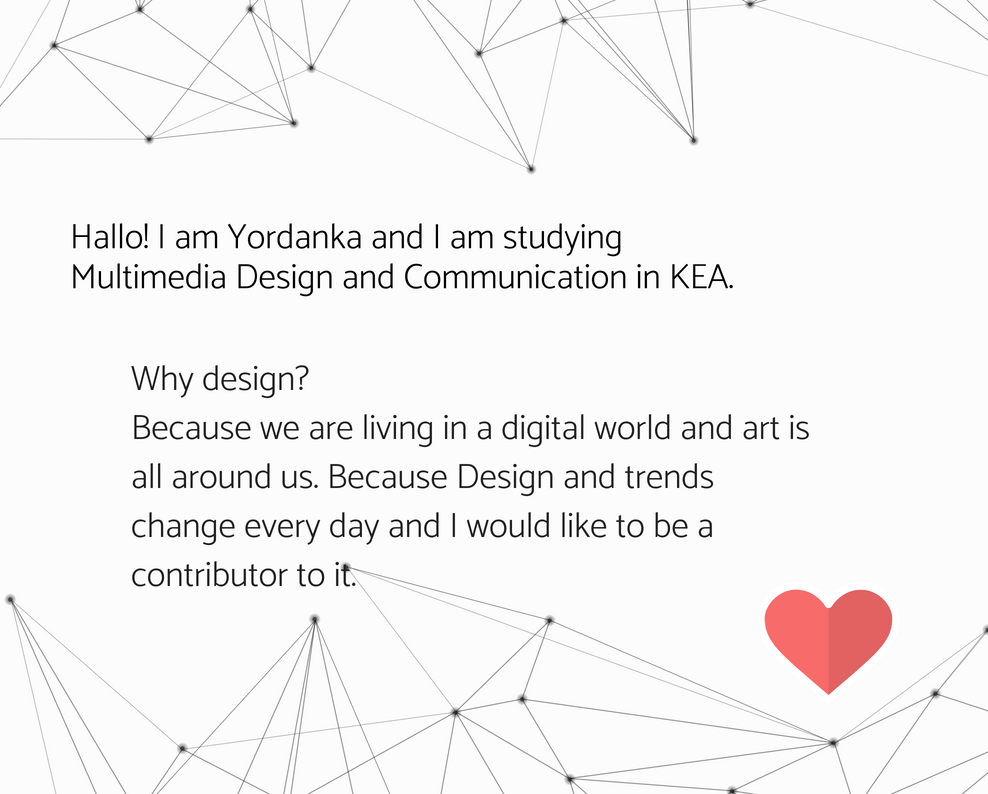 Hallo! I am Yordanka and I am studying
Multimedia Design and Communication in KEA.
Why design?
Because we are living in a digital world and art is
all around us. Because Design and trends
change every day and I would like to be a
contributor to it.